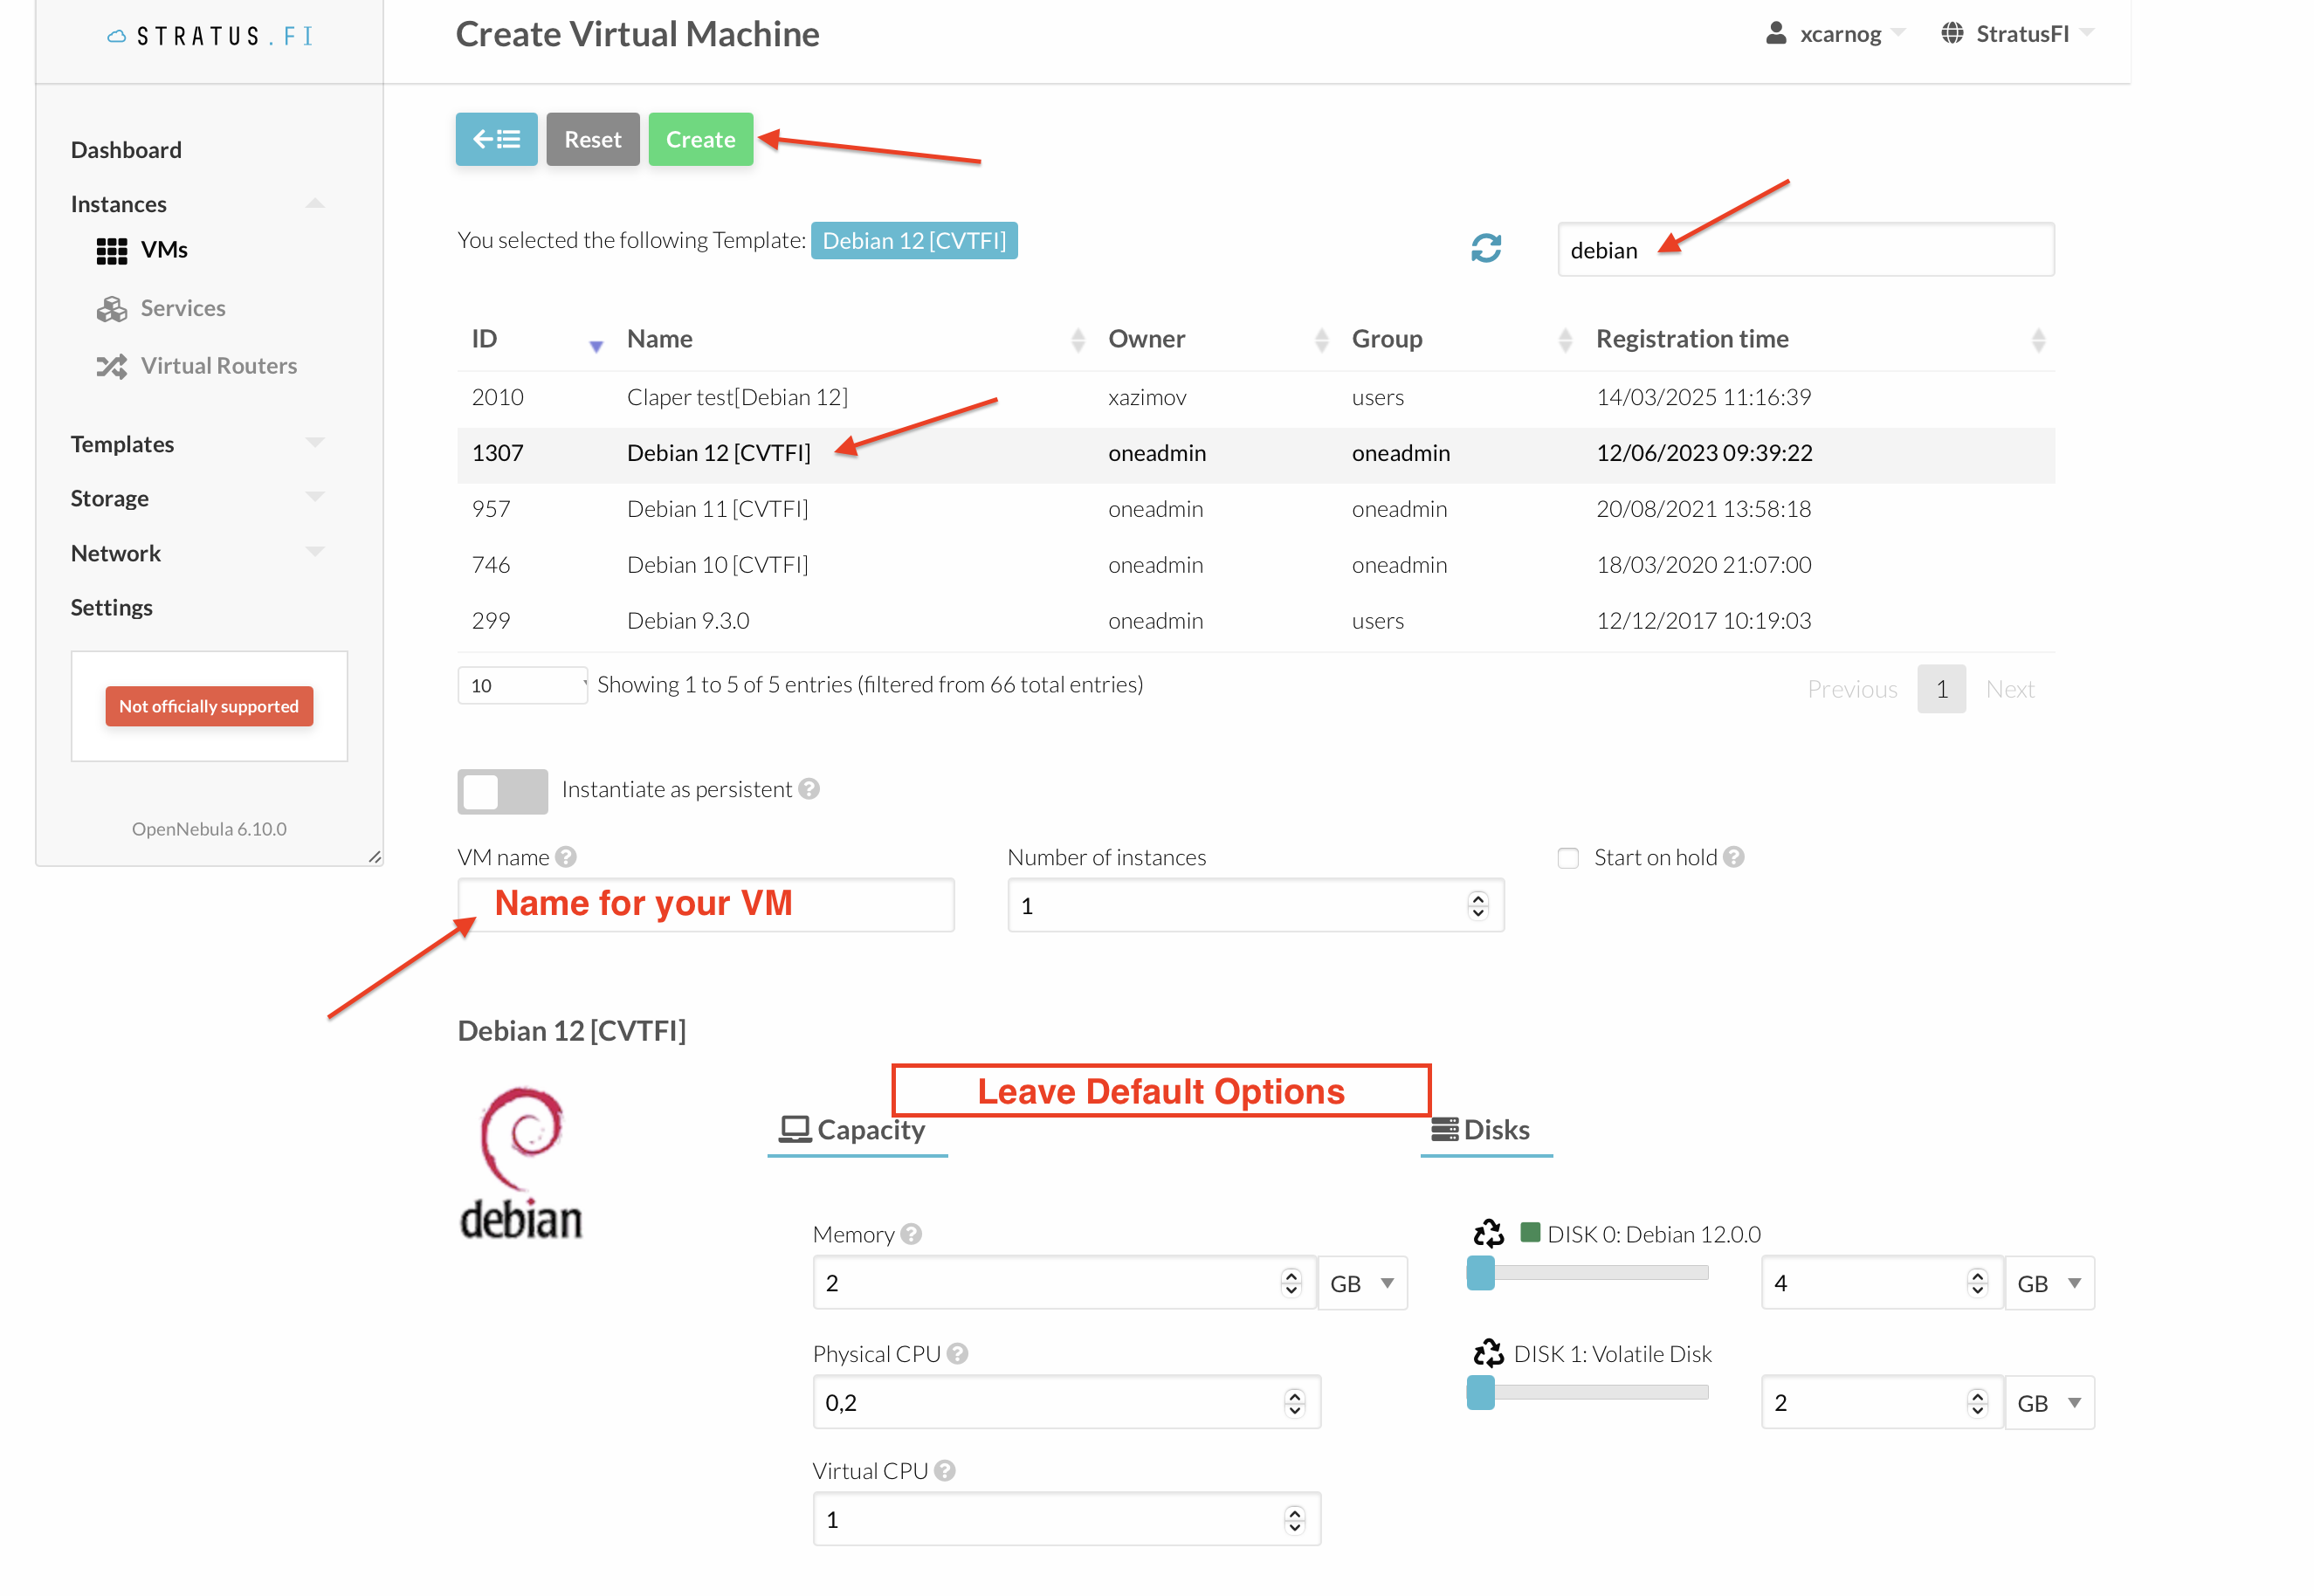 STRATUS.FI
Create Virtual Machine
xcarnog
StratusFI
Dashboard
Instances
VMs
Services
Virtual Routers
Templates
Storage
Network
Settings
Not officially supported
OpenNebula 6.10.0
Reset
Create
You selected the following Template: Debian 12 [CVTFI]
debian
ID Name Owner Group Registration time
2010 Claper test[Debian 12] xazimov users 14/03/2025 11:16:39
1307 Debian 12 [CVTFI] oneadmin oneadmin 12/06/2023 09:39:22
957 Debian 11 [CVTFI] oneadmin oneadmin 20/08/2021 13:58:18
746 Debian 10 [CVTFI] oneadmin oneadmin 18/03/2020 21:07:00
299 Debian 9.3.0 oneadmin users 12/12/2017 10:19:03
10 Showing 1 to 5 of 5 entries (filtered from 66 total entries)
Previous 1 Next
Instantiate as persistent ?
VM name ?
Name for your VM
Number of instances
1
Start on hold ?
Debian 12 [CVTFI]
debian
Leave Default Options
Capacity
Disks
Memory ?
2 GB
Physical CPU ?
0,2
Virtual CPU ?
1
DISK 0: Debian 12.0.0
4 GB
DISK 1: Volatile Disk
2 GB